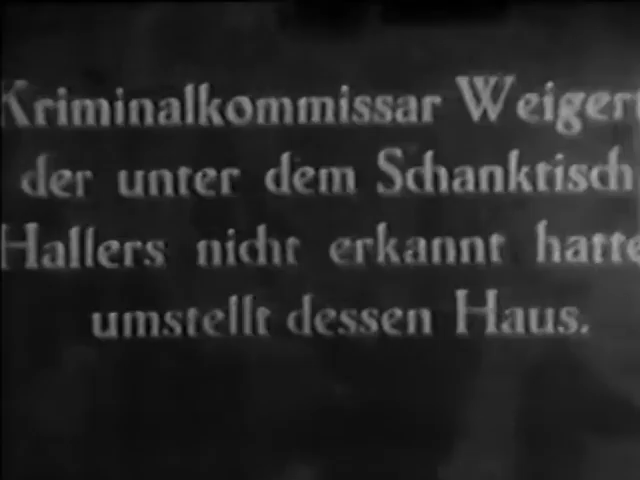 Kriminalkommissar Weigert
der unter dem Schanktisch
Hallers nicht erkannt hatte
umstellt dessen Haus.